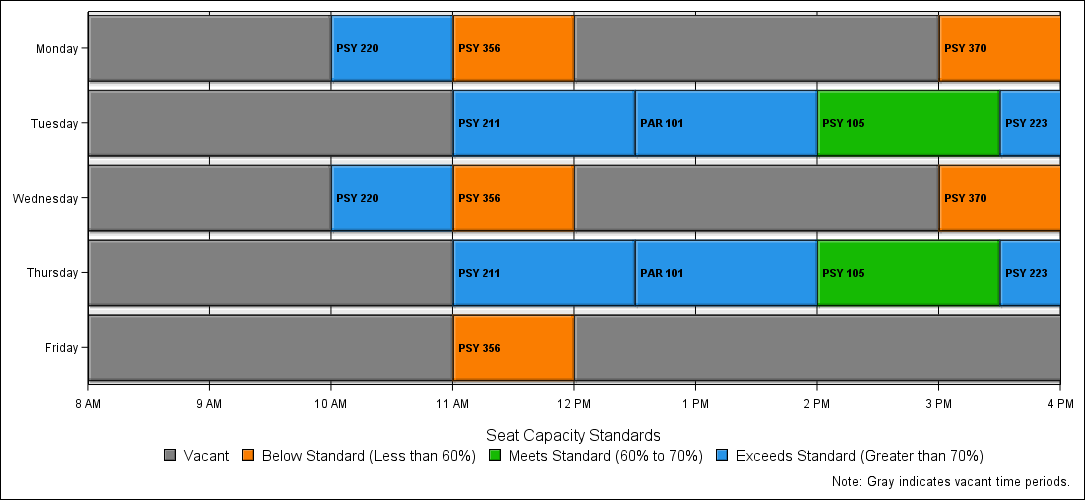 Monday PSY 220 PSY 356 PSY 370
Tuesday PSY 211 PAR 101 PSY 105 PSY 223
Wednesday PSY 220 PSY 356 PSY 370
Thursday PSY 211 PAR 101 PSY 105 PSY 223
Friday PSY 356
8 AM 9 AM 10 AM 11 AM 12 PM 1 PM 2 PM 3 PM 4 PM
Seat Capacity Standards
Vacant Below Standard (Less than 60%) Meets Standard (60% to 70%) Exceeds Standard (Greater than 70%)
Note: Gray indicates vacant time periods.